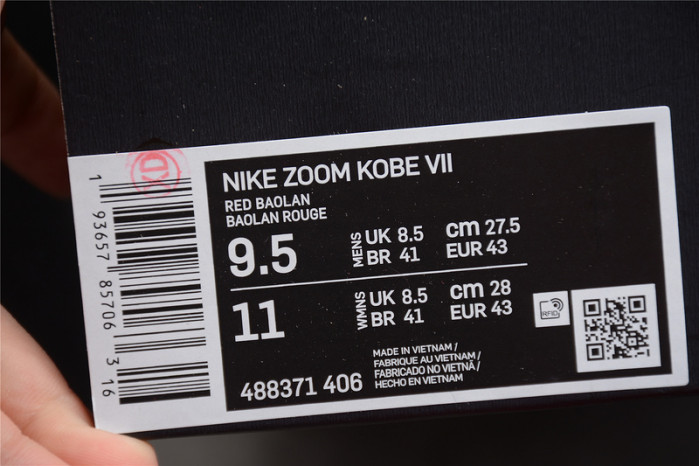 XD
1 93657 85706 3 16
NIKE ZOOM KOBE VII
RED BAOLAN
BAOLAN ROUGE
9.5
MENS
UK 8.5
cm 27.5
BR 41
EUR 43
11
WMNS
UK 8.5
cm 28
BR 41
EUR 43
RFID
488371 406
MADE IN VIETNAM /
FABRIQUE AU VIETNAM /
FABRICADO NO VIETNÃ /
HECHO EN VIETNAM